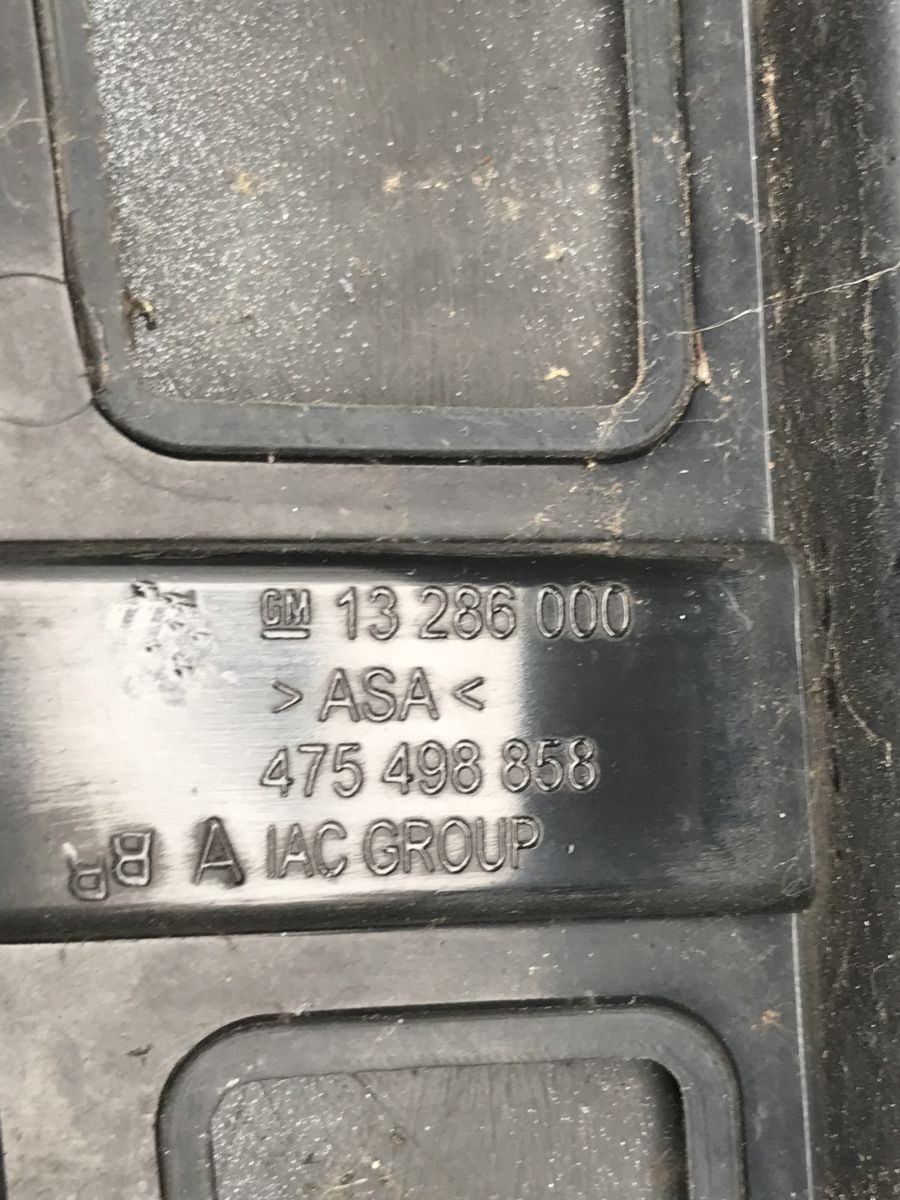 GM 13 286 000
>ASA<
475 498 858
BR A IAC GROUP